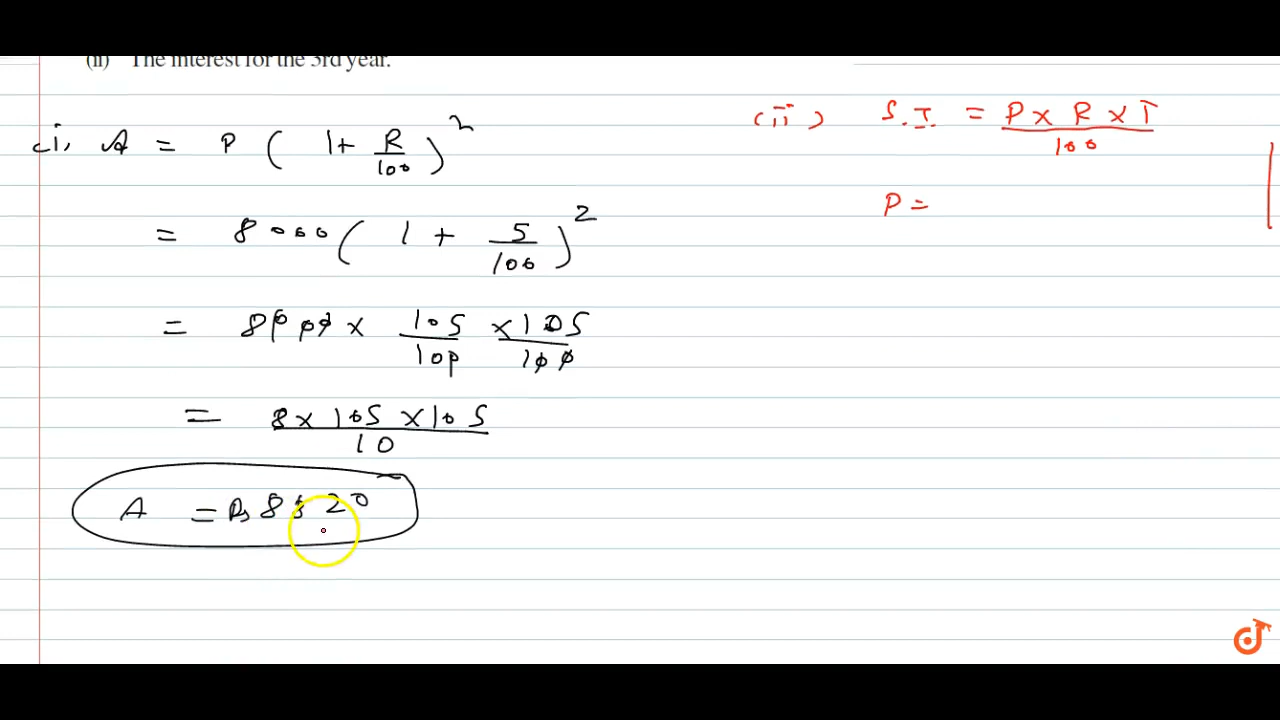 (ii) The interest for the 3rd year.
(i) A = P ( 1 + R/100 )^2
= 8000 ( 1 + 5/100 )^2
= 8000 × 105/100 × 105/100
= 8 × 105 × 105 / 10
A = Rs 8820
(ii) S.I. = P × R × T / 100
P =